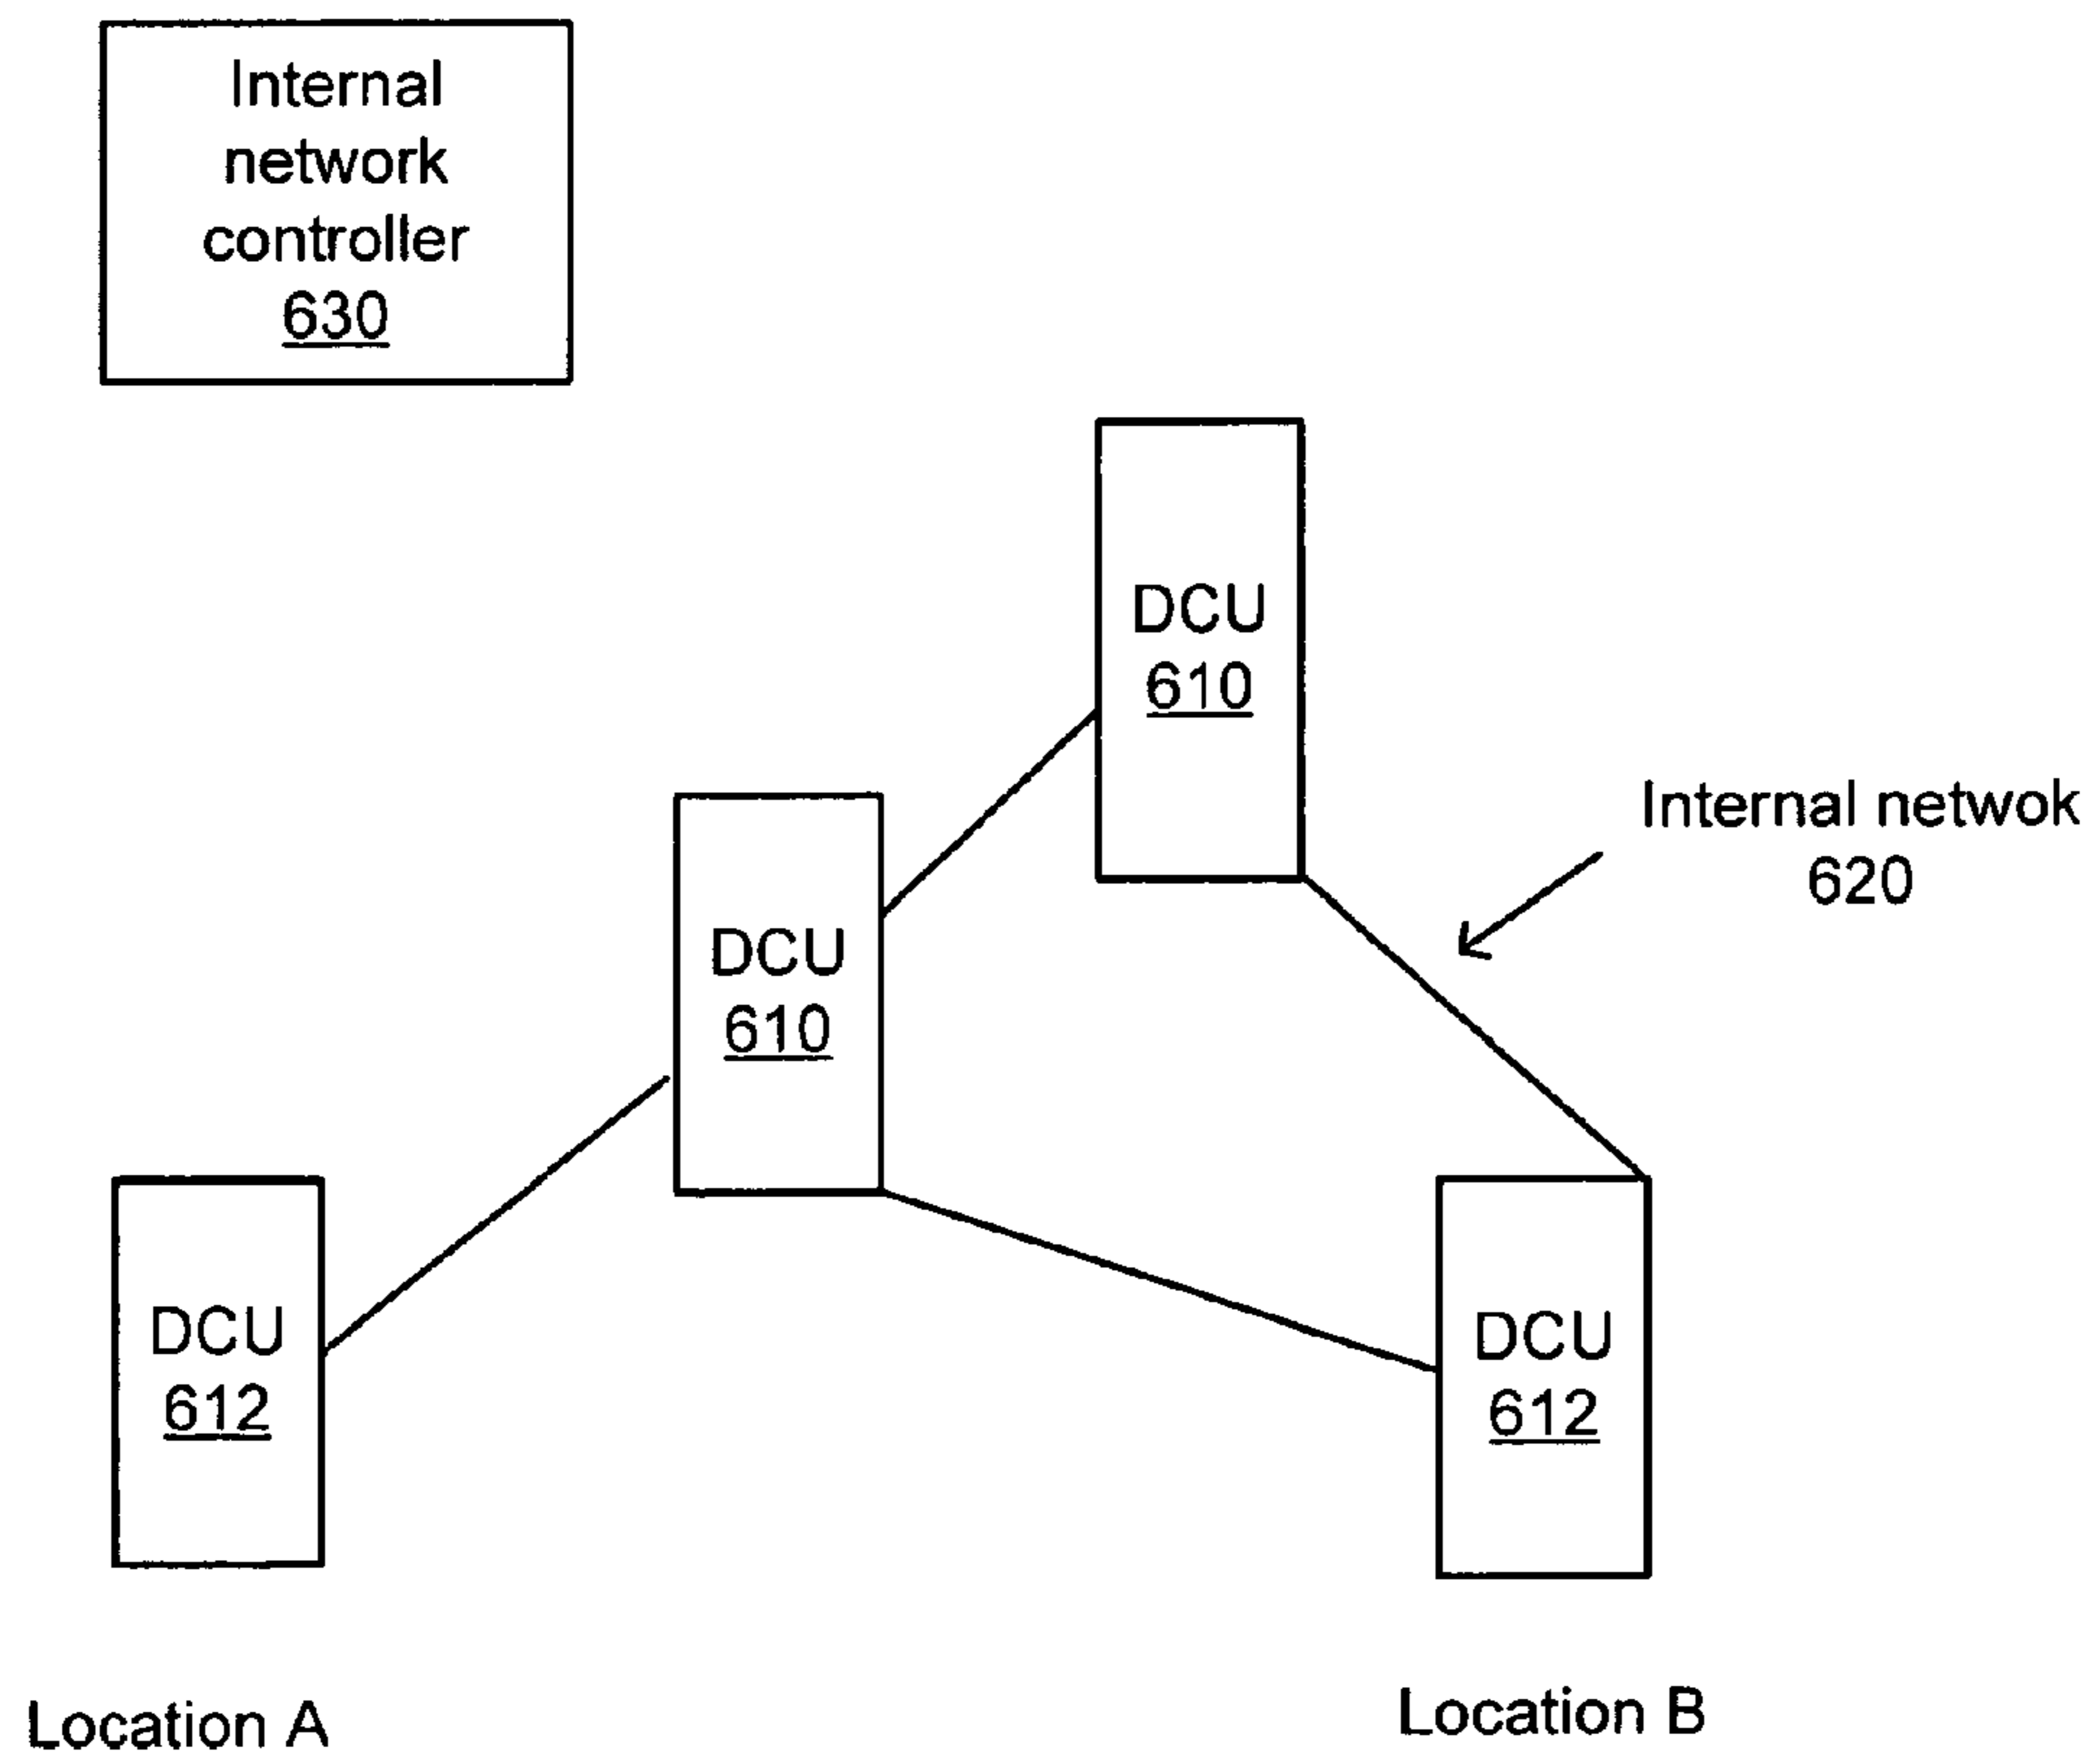 Internal
network
controller
630
DCU
610
Internal netwok
620
DCU
610
DCU
612
DCU
612
Location A
Location B